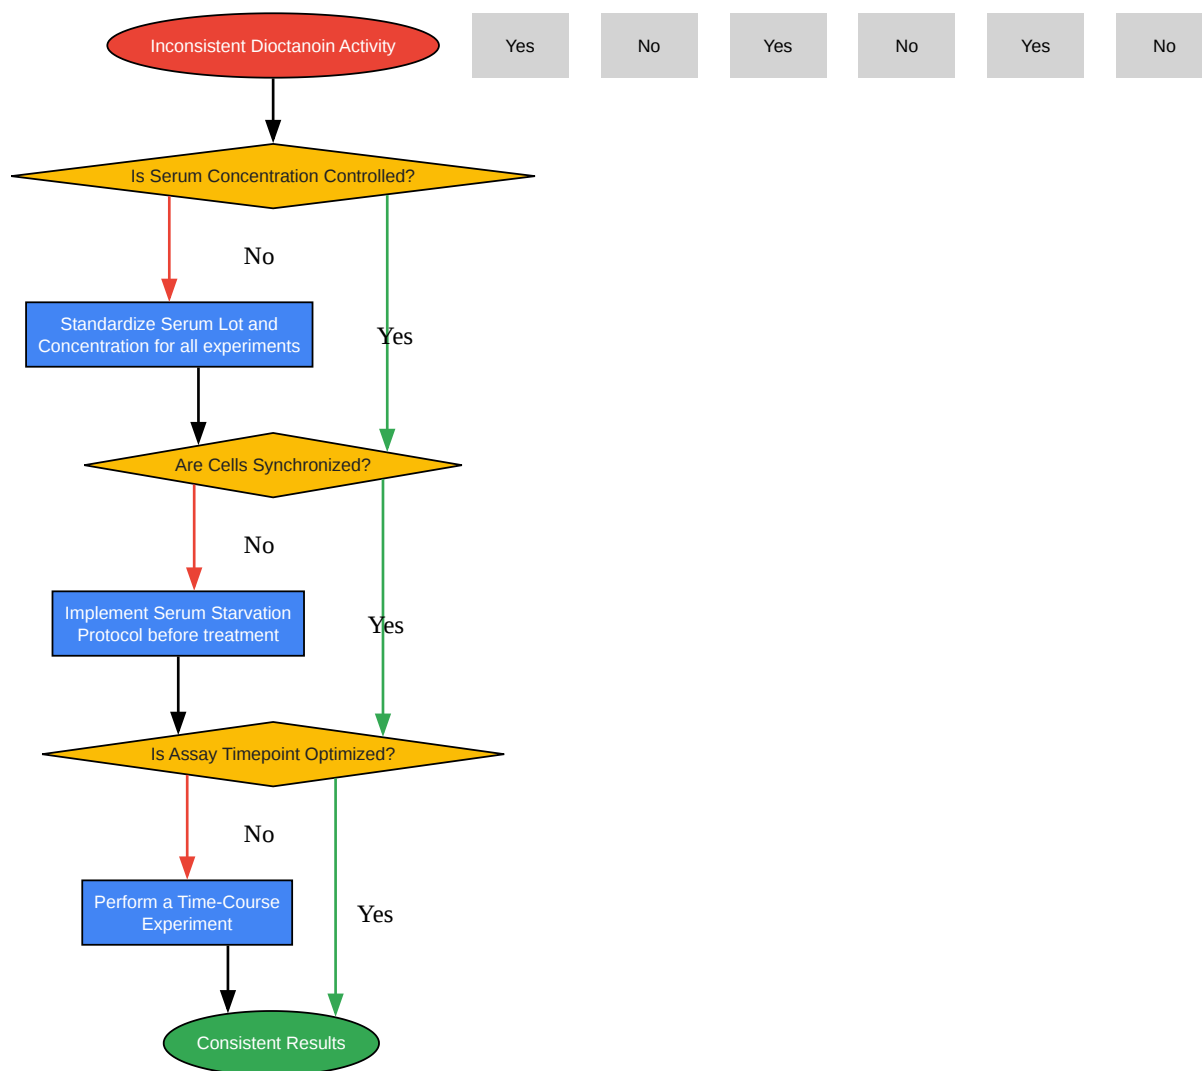 Inconsistent Dioctanoin Activity
Yes
No
Yes
No
Yes
No
Is Serum Concentration Controlled?
No
Standardize Serum Lot and
Concentration for all experiments
Yes
Are Cells Synchronized?
No
Implement Serum Starvation
Protocol before treatment
Yes
Is Assay Timepoint Optimized?
No
Perform a Time-Course
Experiment
Yes
Consistent Results